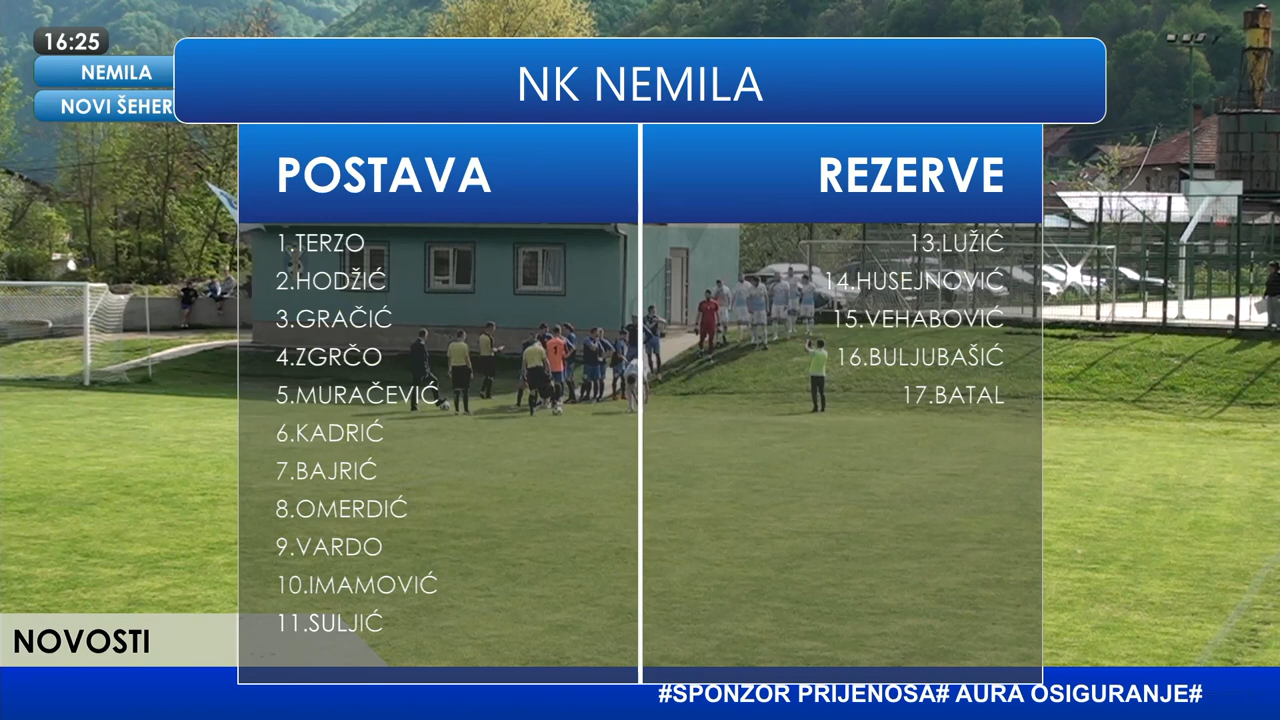 16:25
NEMILA
NOVI ŠEHER
NK NEMILA
POSTAVA
1.TERZO
2.HODŽIĆ
3.GRAČIĆ
4.ZGRČO
5.MURAČEVIĆ
6.KADRIĆ
7.BAJRIĆ
8.OMERDIĆ
9.VARDO
10.IMAMOVIĆ
11.SULJIĆ
REZERVE
13.LUŽIĆ
14.HUSEJNOVIĆ
15.VEHABOVIĆ
16.BULJUBAŠIĆ
17.BATAL
NOVOSTI
#SPONZOR PRIJENOSA# AURA OSIGURANJE#